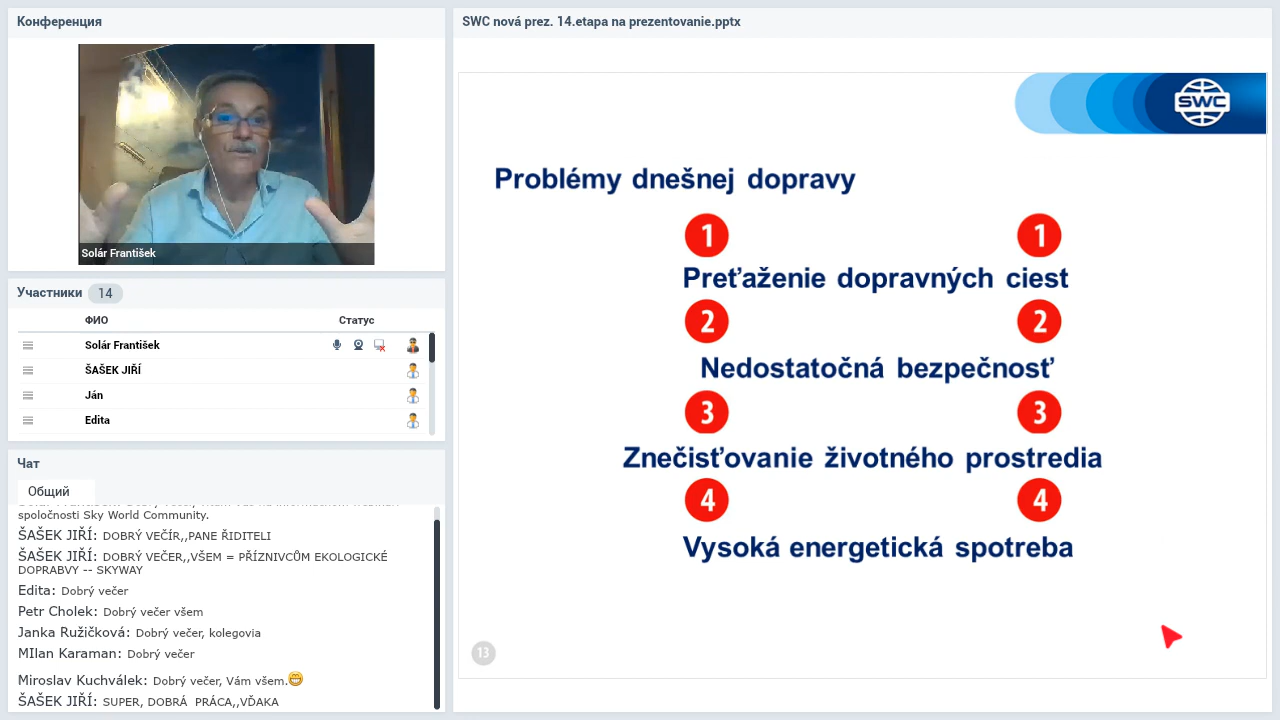 Конференция
Solár František
Участники 14
ФИО Статус
Solár František
ŠAŠEK JIŘÍ
Ján
Edita
Чат
Общий
spoločnosti Sky World Community.
ŠAŠEK JIŘÍ: DOBRÝ VEČÍR,,PANE ŘIDITELI
ŠAŠEK JIŘÍ: DOBRÝ VEČER,,VŠEM = PŘÍZNIVCŮM EKOLOGICKÉ
DOPRABVY -- SKYWAY
Edita: Dobrý večer
Petr Cholek: Dobrý večer všem
Janka Ružičková: Dobrý večer, kolegovia
MIlan Karaman: Dobrý večer
Miroslav Kuchválek: Dobrý večer, Vám všem.
ŠAŠEK JIŘÍ: SUPER, DOBRÁ PRÁCA,,VĎAKA
SWC nová prez. 14.etapa na prezentovanie.pptx
SWC
Problémy dnešnej dopravy
1 1
Preťaženie dopravných ciest
2 2
Nedostatočná bezpečnosť
3 3
Znečisťovanie životného prostredia
4 4
Vysoká energetická spotreba
13